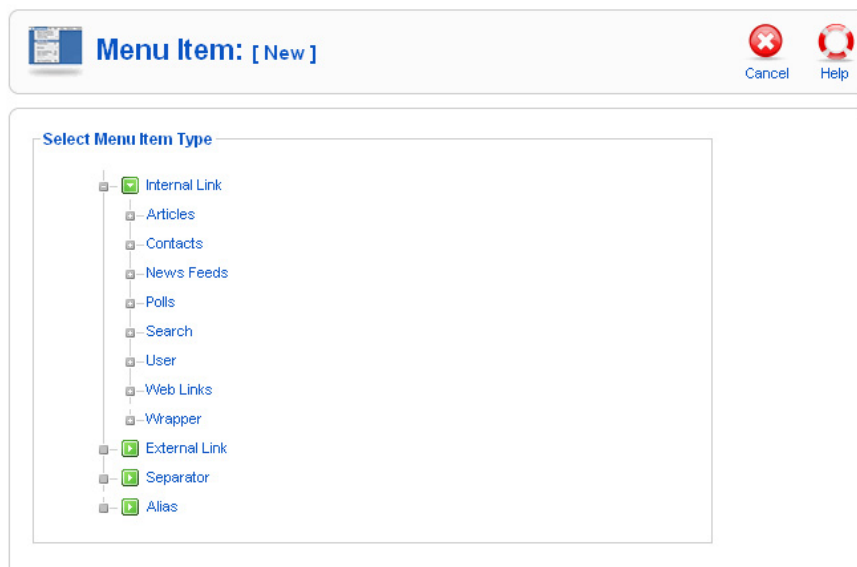 Menu Item: [ New ]
Cancel
Help
Select Menu Item Type
Internal Link
Articles
Contacts
News Feeds
Polls
Search
User
Web Links
Wrapper
External Link
Separator
Alias